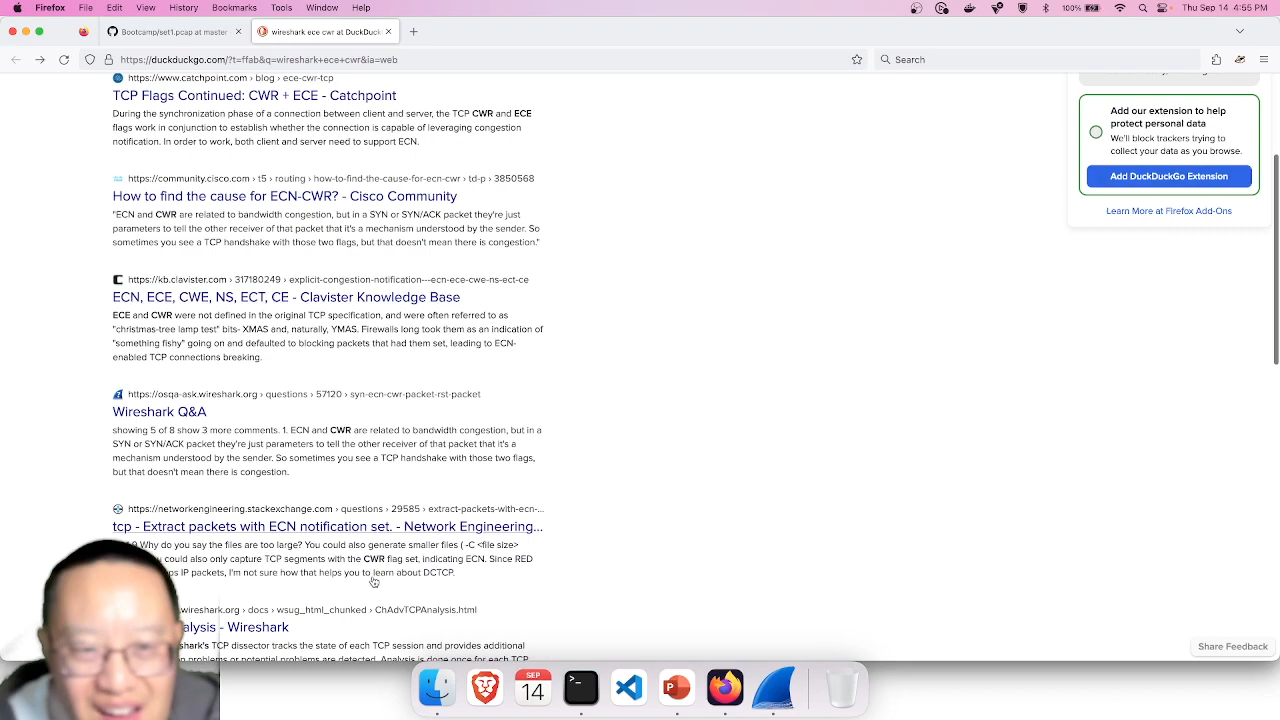 Firefox File Edit View History Bookmarks Tools Window Help
100% Thu Sep 14 4:55 PM
Bootcamp/set1.pcap at master
wireshark ece cwr at DuckDuck
https://duckduckgo.com/?t=ffab&q=wireshark+ece+cwr&ia=web
Search
https://www.catchpoint.com › blog › ece-cwr-tcp
TCP Flags Continued: CWR + ECE - Catchpoint
During the synchronization phase of a connection between client and server, the TCP CWR and ECE
flags work in conjunction to establish whether the connection is capable of leveraging congestion
notification. In order to work, both client and server need to support ECN.
https://community.cisco.com › t5 › routing › how-to-find-the-cause-for-ecn-cwr › td-p › 3850568
How to find the cause for ECN-CWR? - Cisco Community
"ECN and CWR are related to bandwidth congestion, but in a SYN or SYN/ACK packet they're just
parameters to tell the other receiver of that packet that it's a mechanism understood by the sender. So
sometimes you see a TCP handshake with those two flags, but that doesn't mean there is congestion."
https://kb.clavister.com › 317180249 › explicit-congestion-notification---ecn-ece-cwe-ns-ect-ce
ECN, ECE, CWE, NS, ECT, CE - Clavister Knowledge Base
ECE and CWR were not defined in the original TCP specification, and were often referred to as
"christmas-tree lamp test" bits- XMAS and, naturally, YMAS. Firewalls long took them as an indication of
"something fishy" going on and defaulted to blocking packets that had them set, leading to ECN-
enabled TCP connections breaking.
https://osqa-ask.wireshark.org › questions › 57120 › syn-ecn-cwr-packet-rst-packet
Wireshark Q&A
showing 5 of 8 show 3 more comments. 1. ECN and CWR are related to bandwidth congestion, but in a
SYN or SYN/ACK packet they're just parameters to tell the other receiver of that packet that it's a
mechanism understood by the sender. So sometimes you see a TCP handshake with those two flags,
but that doesn't mean there is congestion.
https://networkengineering.stackexchange.com › questions › 29585 › extract-packets-with-ecn-...
tcp - Extract packets with ECN notification set. - Network Engineering...
Why do you say the files are too large? You could also generate smaller files ( -C <file size>
could also only capture TCP segments with the CWR flag set, indicating ECN. Since RED
IP packets, I'm not sure how that helps you to learn about DCTCP.
wireshark.org › docs › wsug_html_chunked › ChAdvTCPAnalysis.html
alysis - Wireshark
shark's TCP dissector tracks the state of each TCP session and provides additional
problems or potential problems are detected. Analysis is done once for each TCP
Add our extension to help
protect personal data
We'll block trackers trying to
collect your data as you browse.
Add DuckDuckGo Extension
Learn More at Firefox Add-Ons
Share Feedback
SEP
14